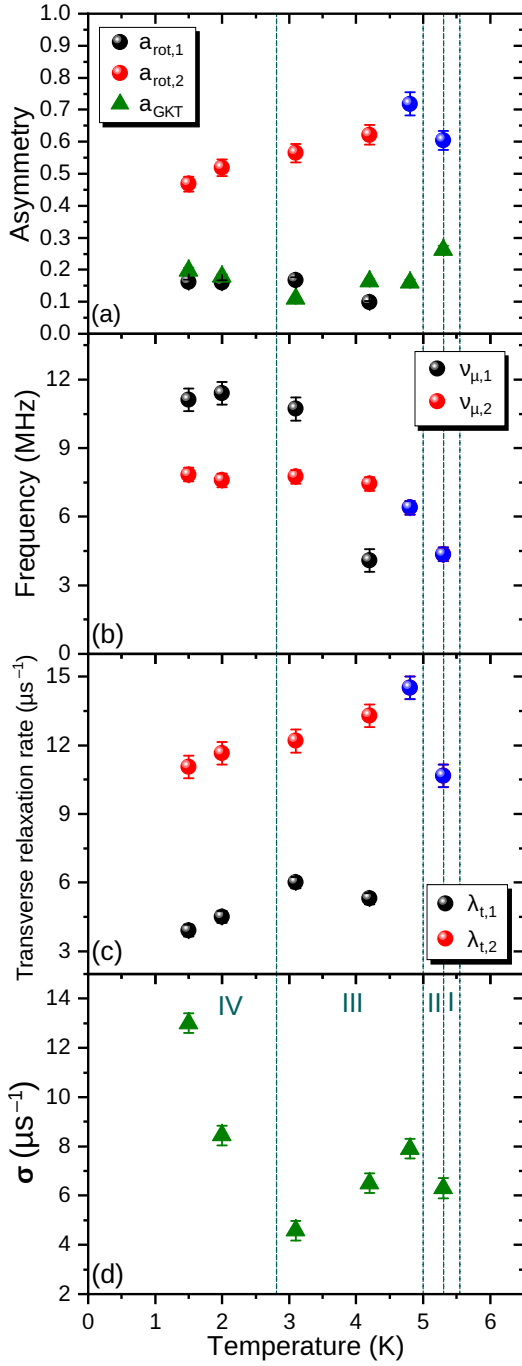 1.0
0.9
0.8
0.7
0.6
0.5
0.4
0.3
0.2
0.1
0.0
Asymmetry
a_rot,1
a_rot,2
a_GKT
(a)
12
9
6
3
0
Frequency (MHz)
ν_μ,1
ν_μ,2
(b)
15
12
9
6
3
Transverse relaxation rate (μs⁻¹)
λ_t,1
λ_t,2
(c)
14
12
10
8
6
4
2
σ (μs⁻¹)
IV
III
II
I
(d)
0 1 2 3 4 5 6
Temperature (K)